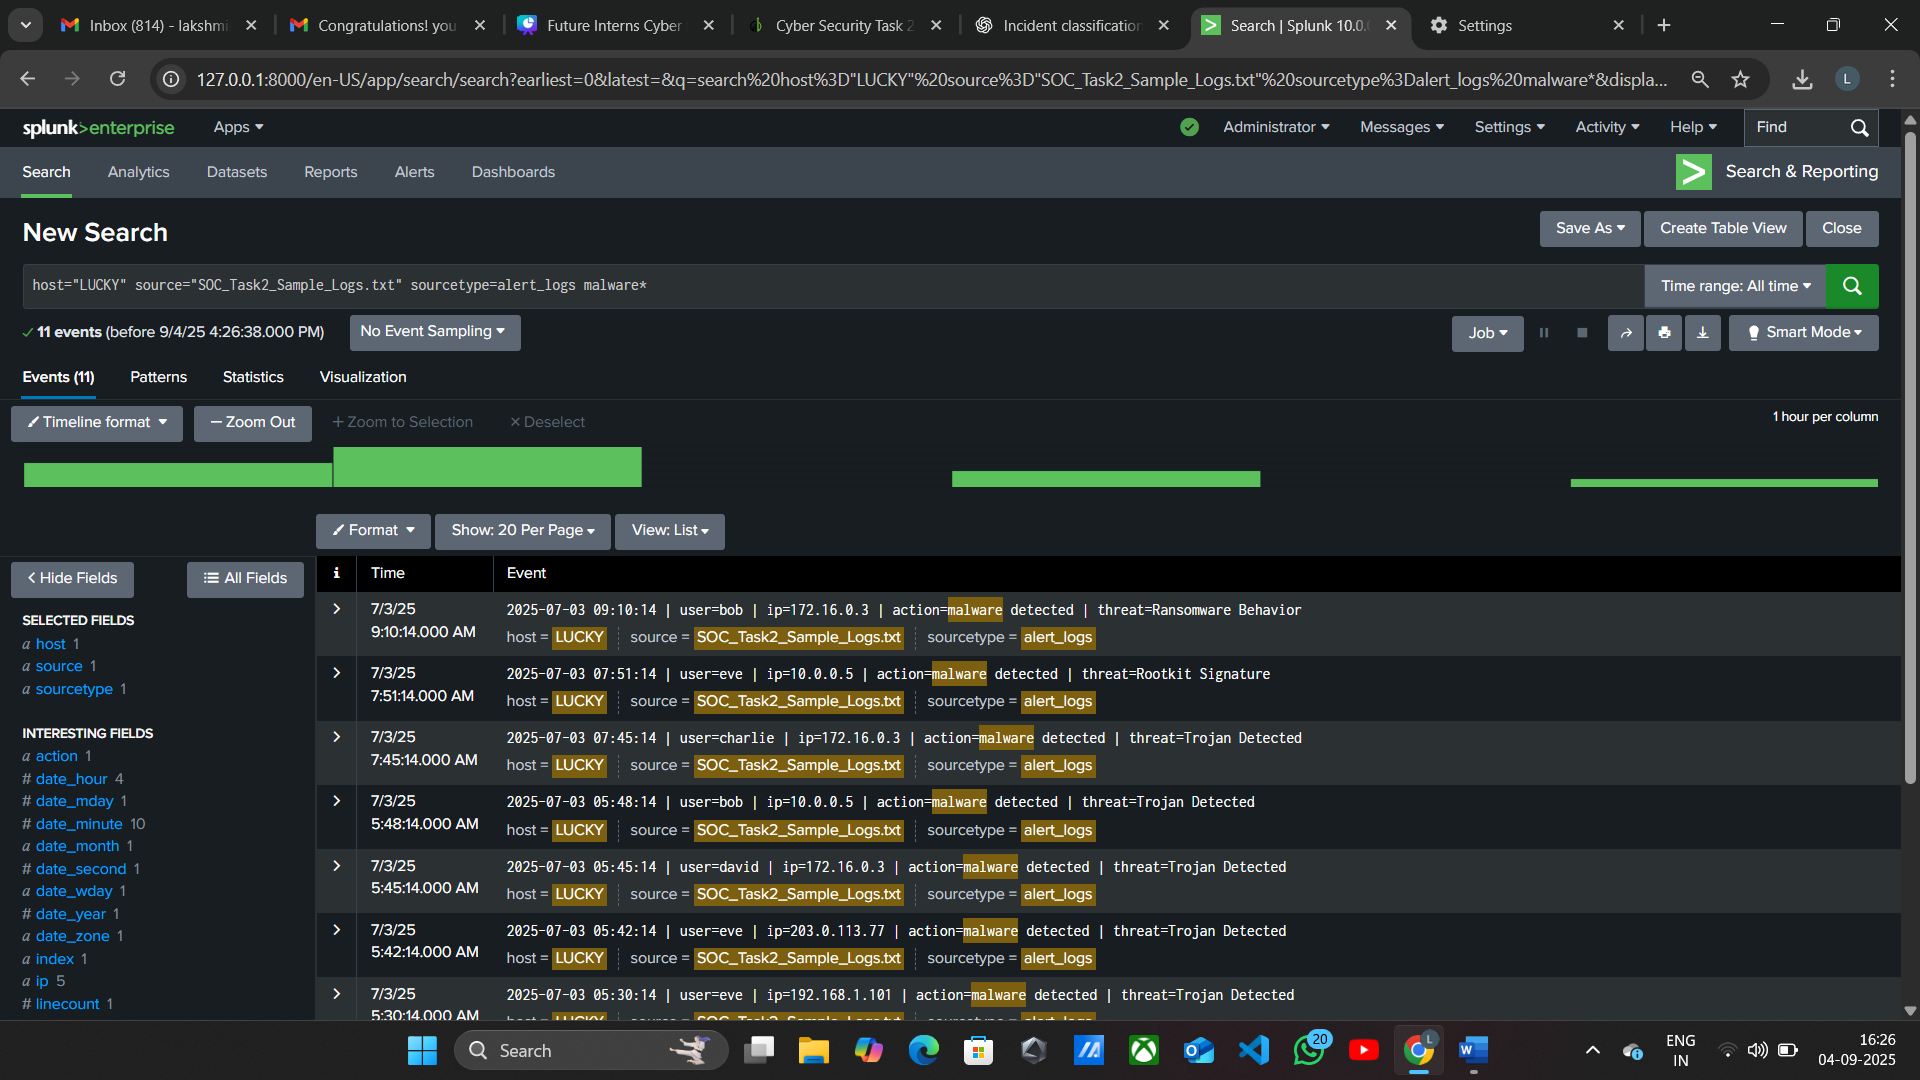 Inbox (814) - lakshmi
Congratulations! you
Future Interns Cyber
Cyber Security Task 2
Incident classification
Search | Splunk 10.0.
Settings
127.0.0.1:8000/en-US/app/search/search?earliest=0&latest=&q=search%20host%3D"LUCKY"%20source%3D"SOC_Task2_Sample_Logs.txt"%20sourcetype%3Dalert_logs%20malware*&displa...
L
splunk>enterprise
Apps
Administrator
Messages
Settings
Activity
Help
Find
Search
Analytics
Datasets
Reports
Alerts
Dashboards
Search & Reporting
New Search
Save As
Create Table View
Close
host="LUCKY" source="SOC_Task2_Sample_Logs.txt" sourcetype=alert_logs malware*
Time range: All time
✓ 11 events (before 9/4/25 4:26:38.000 PM)
No Event Sampling
Job
Smart Mode
Events (11)
Patterns
Statistics
Visualization
Timeline format
— Zoom Out
+ Zoom to Selection
× Deselect
1 hour per column
Format
Show: 20 Per Page
View: List
< Hide Fields
All Fields
i
Time
Event
SELECTED FIELDS
a host 1
a source 1
a sourcetype 1
INTERESTING FIELDS
a action 1
# date_hour 4
# date_mday 1
# date_minute 10
a date_month 1
# date_second 1
a date_wday 1
# date_year 1
a date_zone 1
a index 1
a ip 5
# linecount 1
7/3/25
9:10:14.000 AM
2025-07-03 09:10:14 | user=bob | ip=172.16.0.3 | action=malware detected | threat=Ransomware Behavior
host = LUCKY source = SOC_Task2_Sample_Logs.txt sourcetype = alert_logs
7/3/25
7:51:14.000 AM
2025-07-03 07:51:14 | user=eve | ip=10.0.0.5 | action=malware detected | threat=Rootkit Signature
host = LUCKY source = SOC_Task2_Sample_Logs.txt sourcetype = alert_logs
7/3/25
7:45:14.000 AM
2025-07-03 07:45:14 | user=charlie | ip=172.16.0.3 | action=malware detected | threat=Trojan Detected
host = LUCKY source = SOC_Task2_Sample_Logs.txt sourcetype = alert_logs
7/3/25
5:48:14.000 AM
2025-07-03 05:48:14 | user=bob | ip=10.0.0.5 | action=malware detected | threat=Trojan Detected
host = LUCKY source = SOC_Task2_Sample_Logs.txt sourcetype = alert_logs
7/3/25
5:45:14.000 AM
2025-07-03 05:45:14 | user=david | ip=172.16.0.3 | action=malware detected | threat=Trojan Detected
host = LUCKY source = SOC_Task2_Sample_Logs.txt sourcetype = alert_logs
7/3/25
5:42:14.000 AM
2025-07-03 05:42:14 | user=eve | ip=203.0.113.77 | action=malware detected | threat=Trojan Detected
host = LUCKY source = SOC_Task2_Sample_Logs.txt sourcetype = alert_logs
7/3/25
5:30:14.000 AM
2025-07-03 05:30:14 | user=eve | ip=192.168.1.101 | action=malware detected | threat=Trojan Detected
host = LUCKY source = SOC_Task2_Sample_Logs.txt sourcetype = alert_logs
Search
20
L
ENG
IN
16:26
04-09-2025